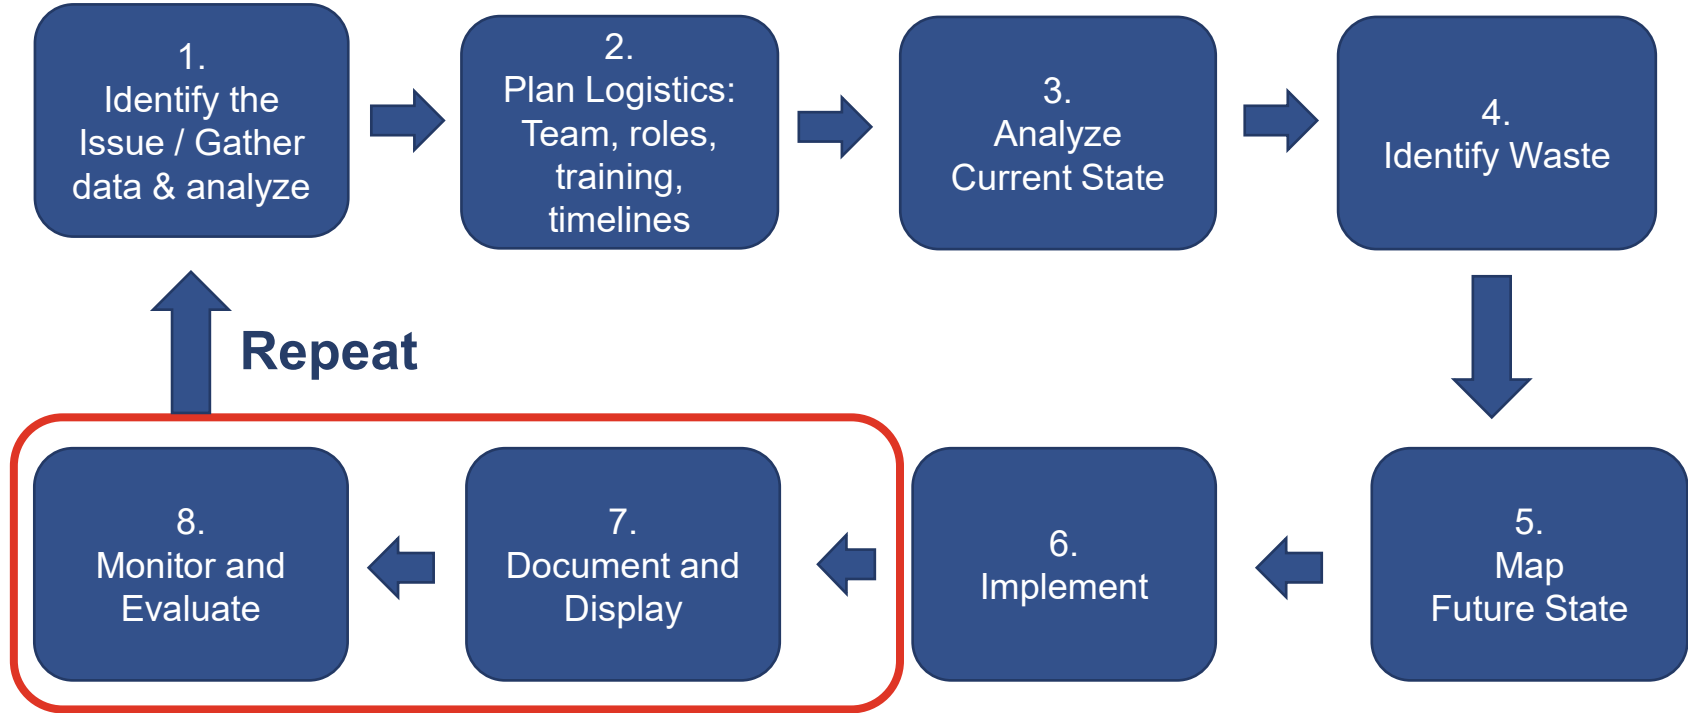 1.
Identify the
Issue / Gather
data & analyze
2.
Plan Logistics:
Team, roles,
training,
timelines
3.
Analyze
Current State
4.
Identify Waste
Repeat
8.
Monitor and
Evaluate
7.
Document and
Display
6.
Implement
5.
Map
Future State